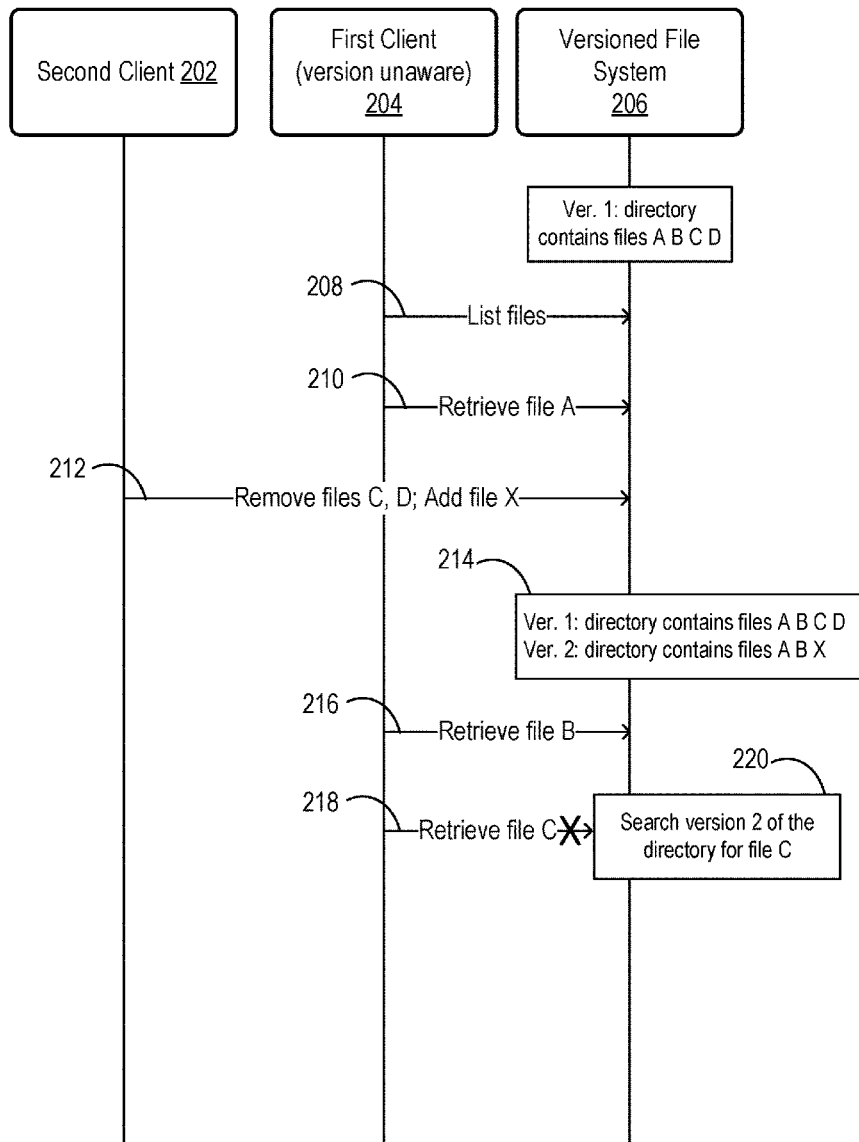 Second Client 202
First Client
(version unaware)
204
Versioned File
System
206
Ver. 1: directory
contains files A B C D
208
List files
210
Retrieve file A
212
Remove files C, D; Add file X
214
Ver. 1: directory contains files A B C D
Ver. 2: directory contains files A B X
216
Retrieve file B
218
Retrieve file C
220
Search version 2 of the
directory for file C